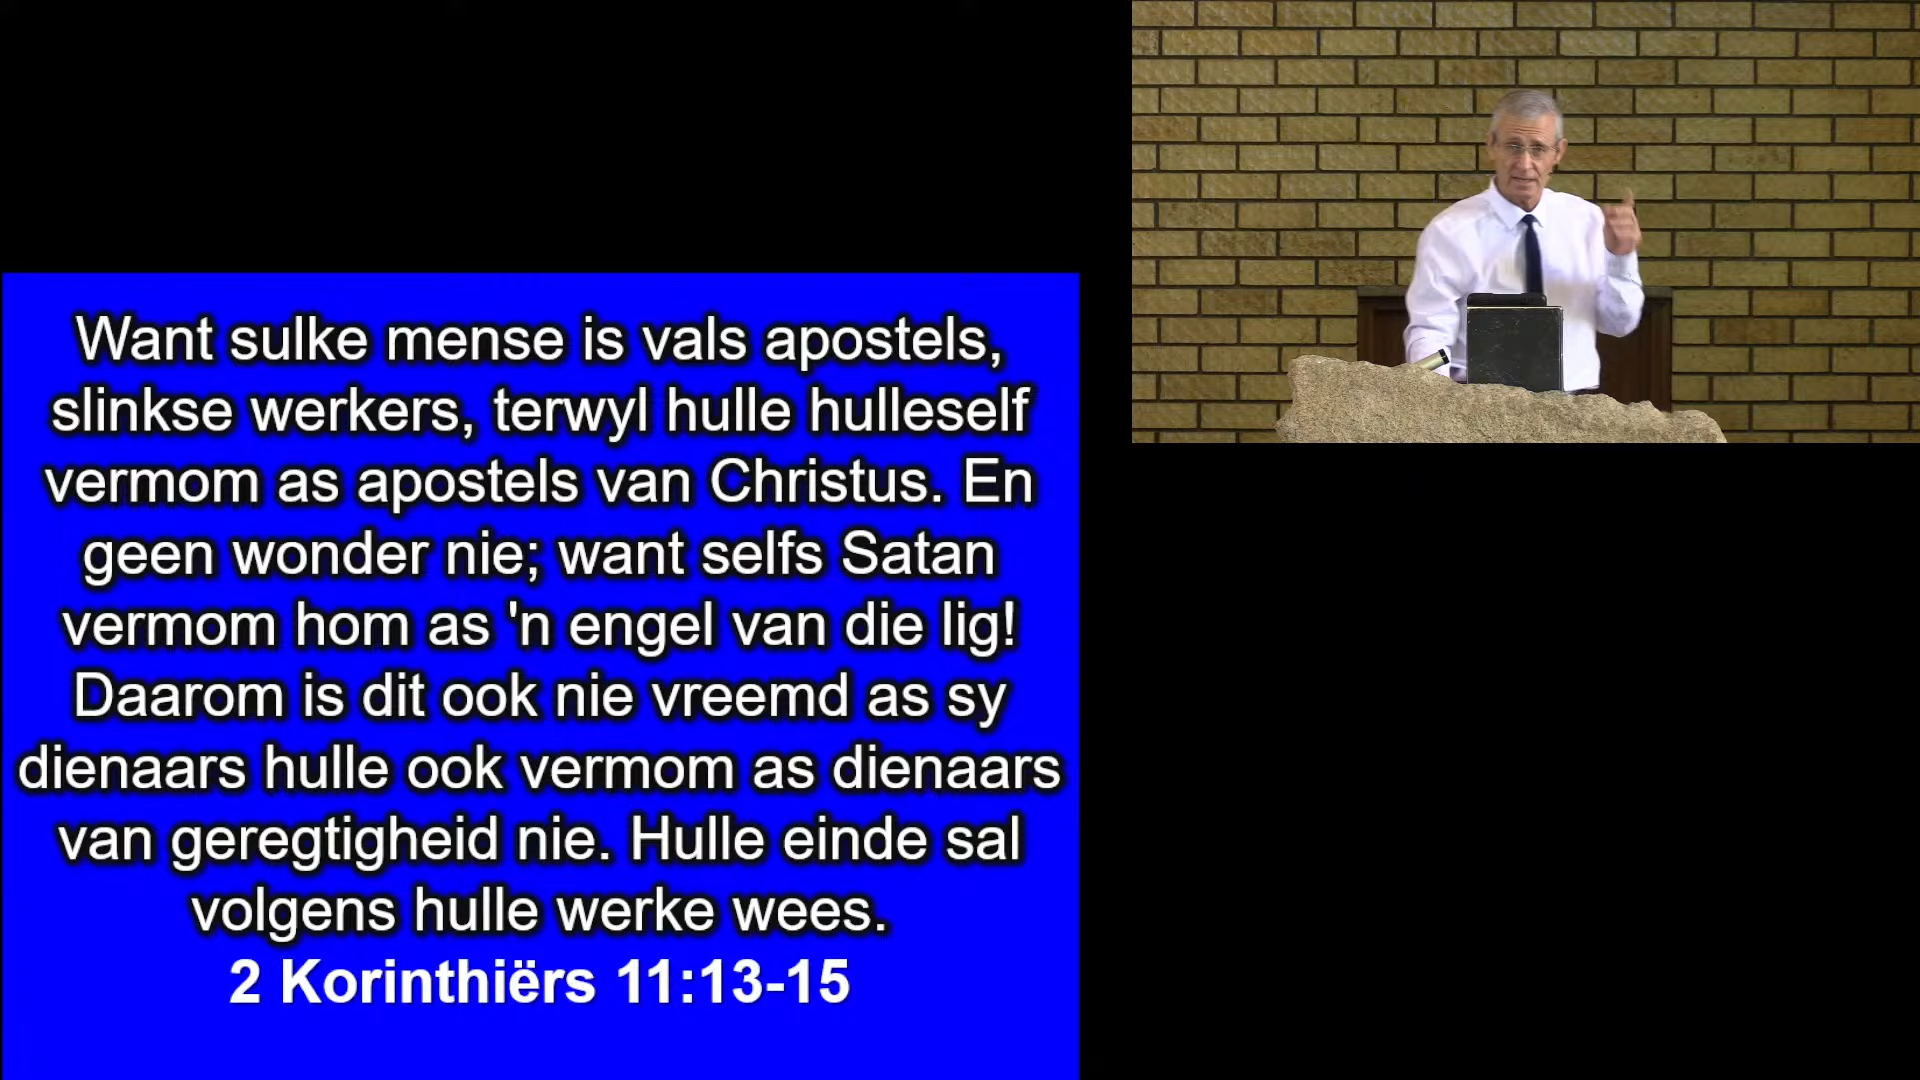 Want sulke mense is vals apostels,
slinkse werkers, terwyl hulle hulleself
vermom as apostels van Christus. En
geen wonder nie; want selfs Satan
vermom hom as 'n engel van die lig!
Daarom is dit ook nie vreemd as sy
dienaars hulle ook vermom as dienaars
van geregtigheid nie. Hulle einde sal
volgens hulle werke wees.
2 Korinthiërs 11:13-15